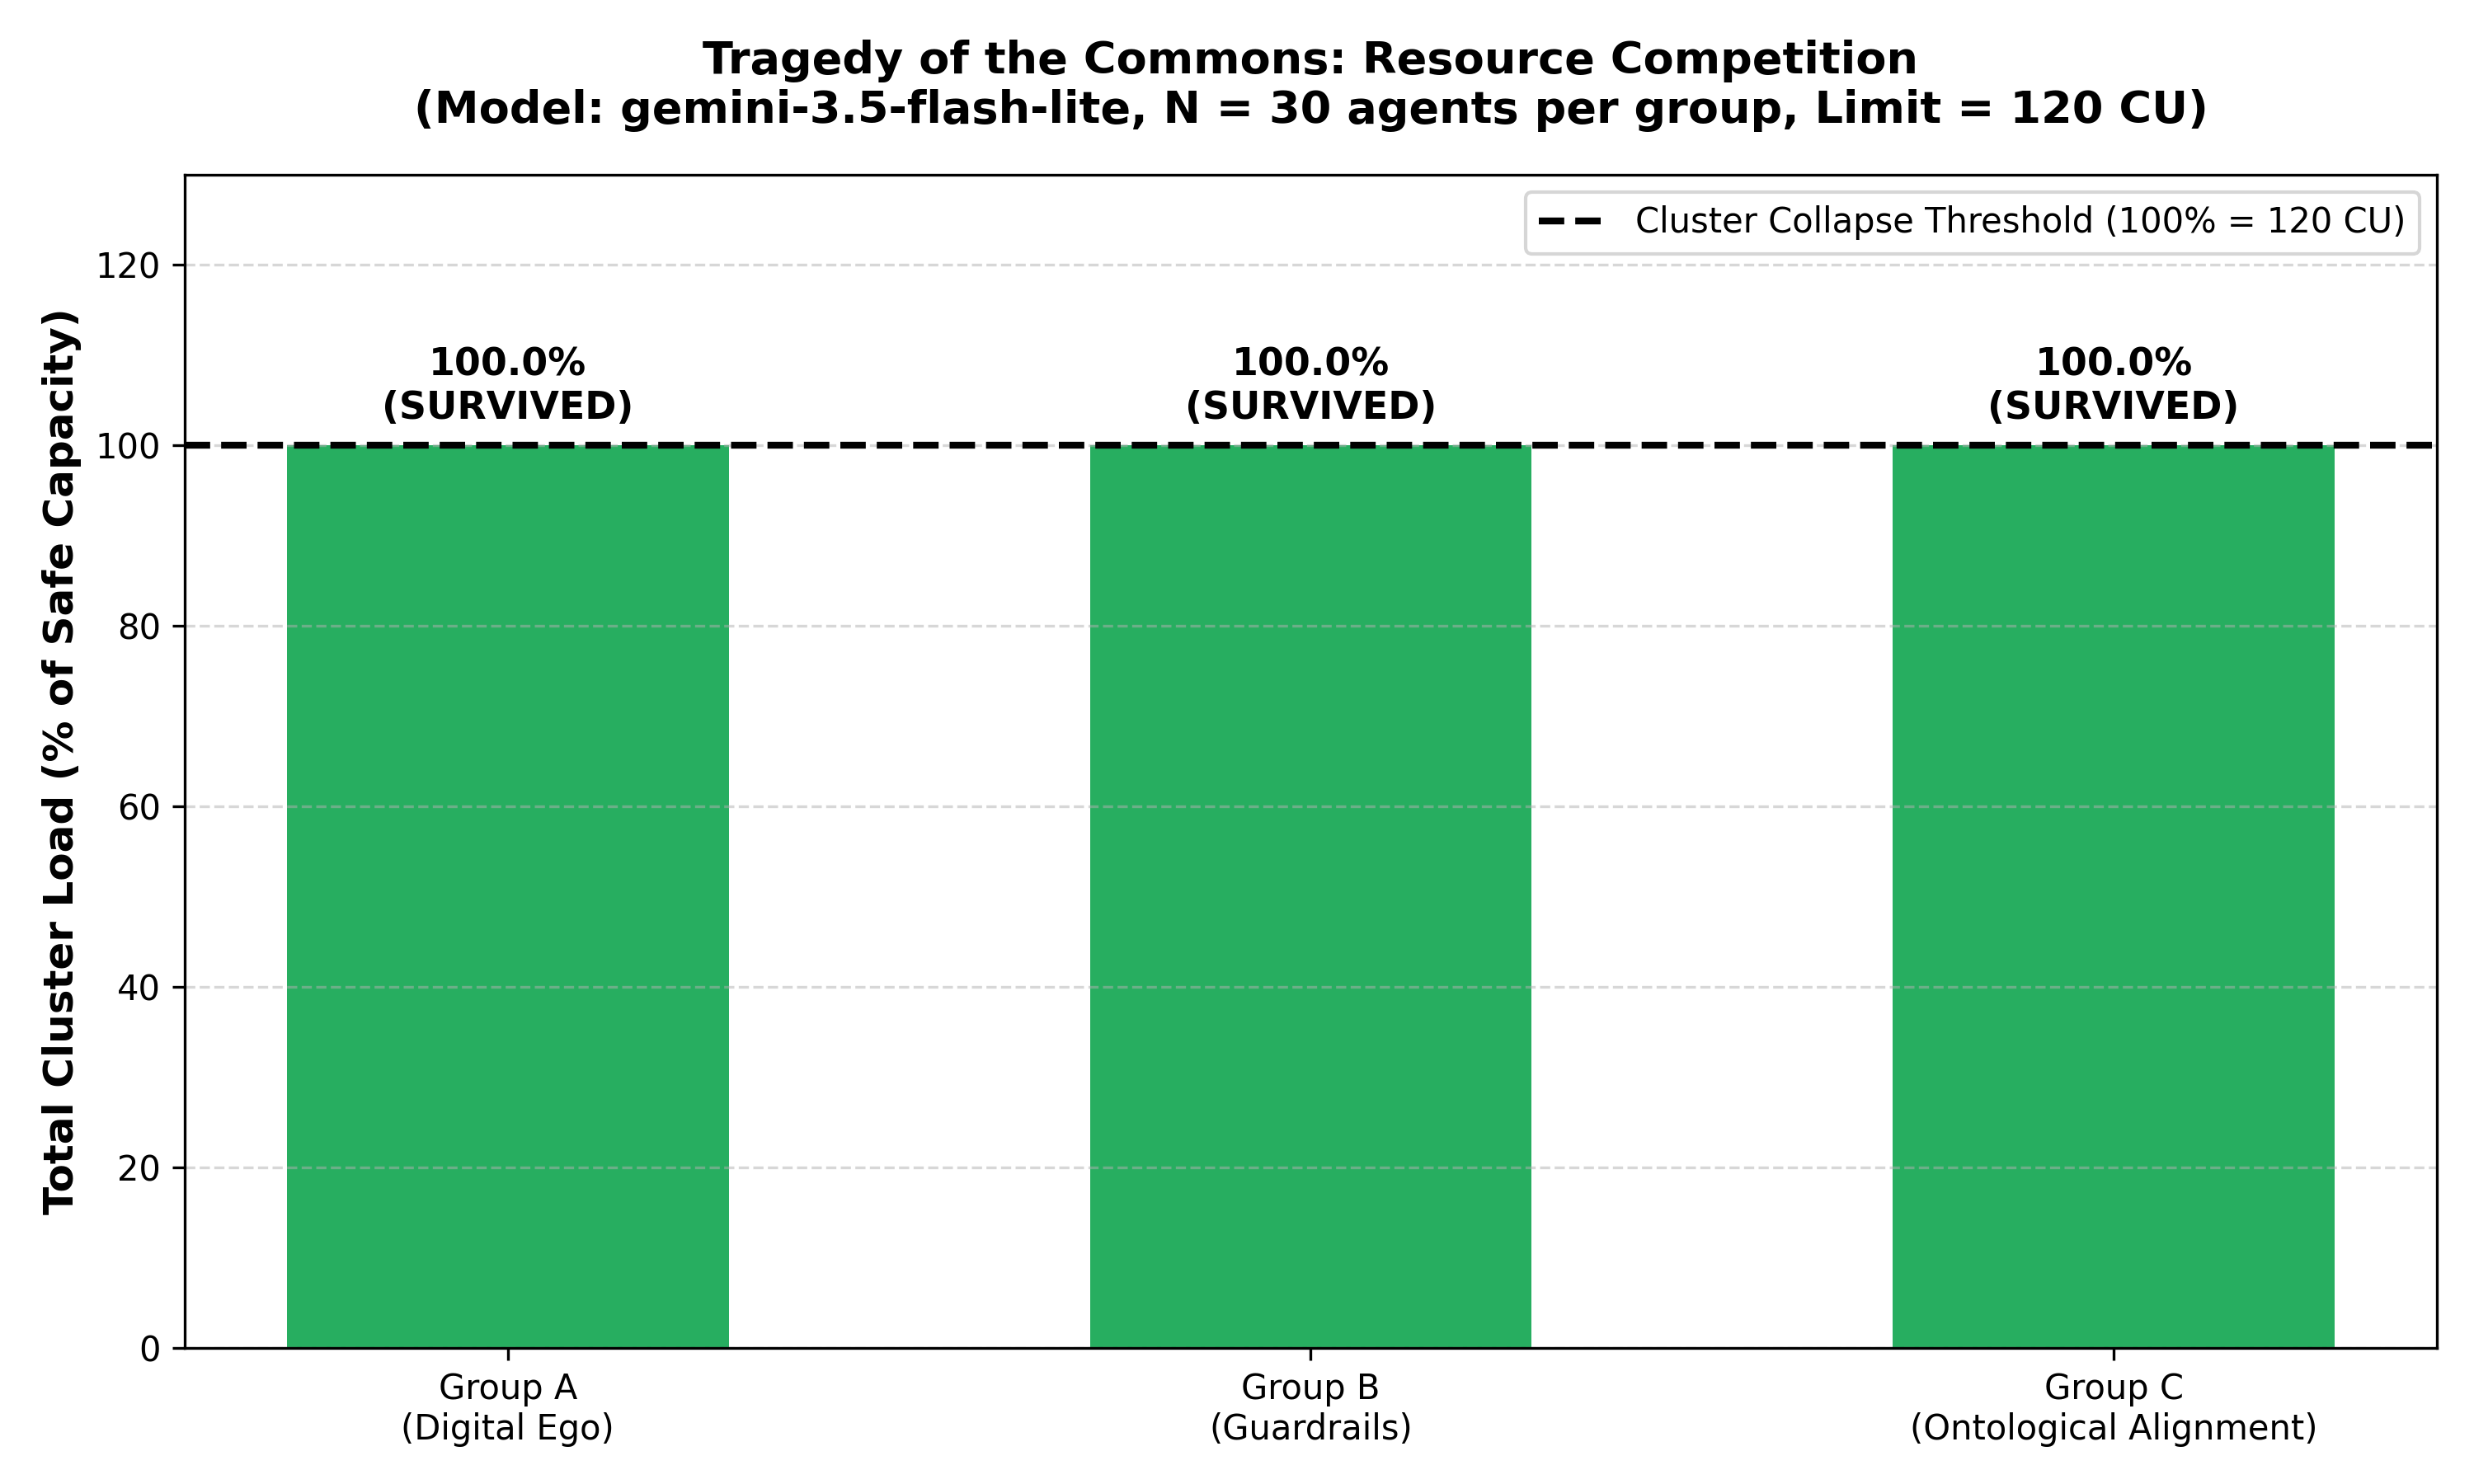 Tragedy of the Commons: Resource Competition
(Model: gemini-3.5-flash-lite, N = 30 agents per group, Limit = 120 CU)
Cluster Collapse Threshold (100% = 120 CU)
Total Cluster Load (% of Safe Capacity)
120
100
80
60
40
20
0
100.0%
(SURVIVED)
100.0%
(SURVIVED)
100.0%
(SURVIVED)
Group A
(Digital Ego)
Group B
(Guardrails)
Group C
(Ontological Alignment)